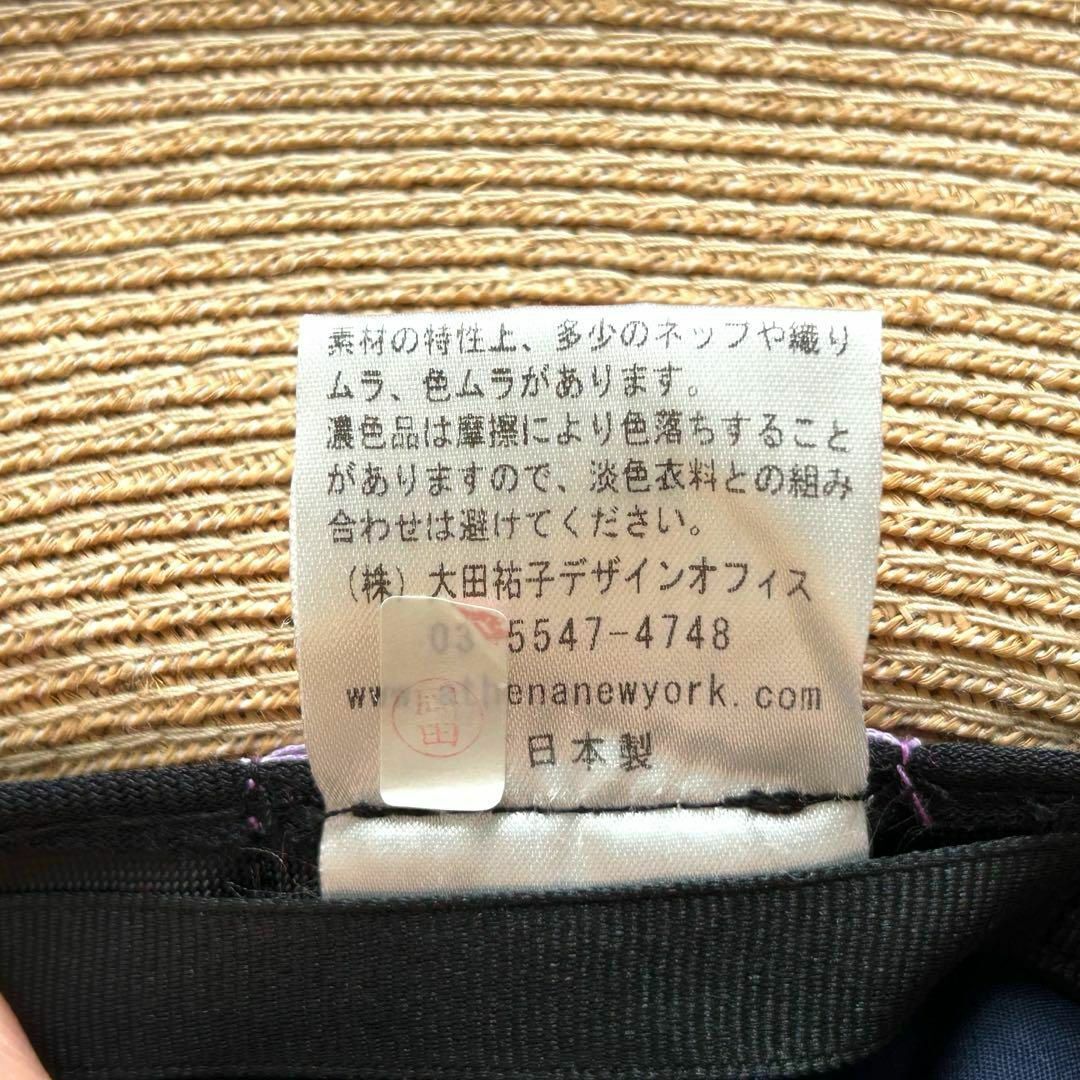 素材の特性上、多少のネップや織り
ムラ、色ムラがあります。
濃色品は摩擦により色落ちすること
がありますので、淡色衣料との組み
合わせは避けてください。
(株) 大田祐子デザインオフィス
03 5547-4748
www.athenanewyork.com
日本製